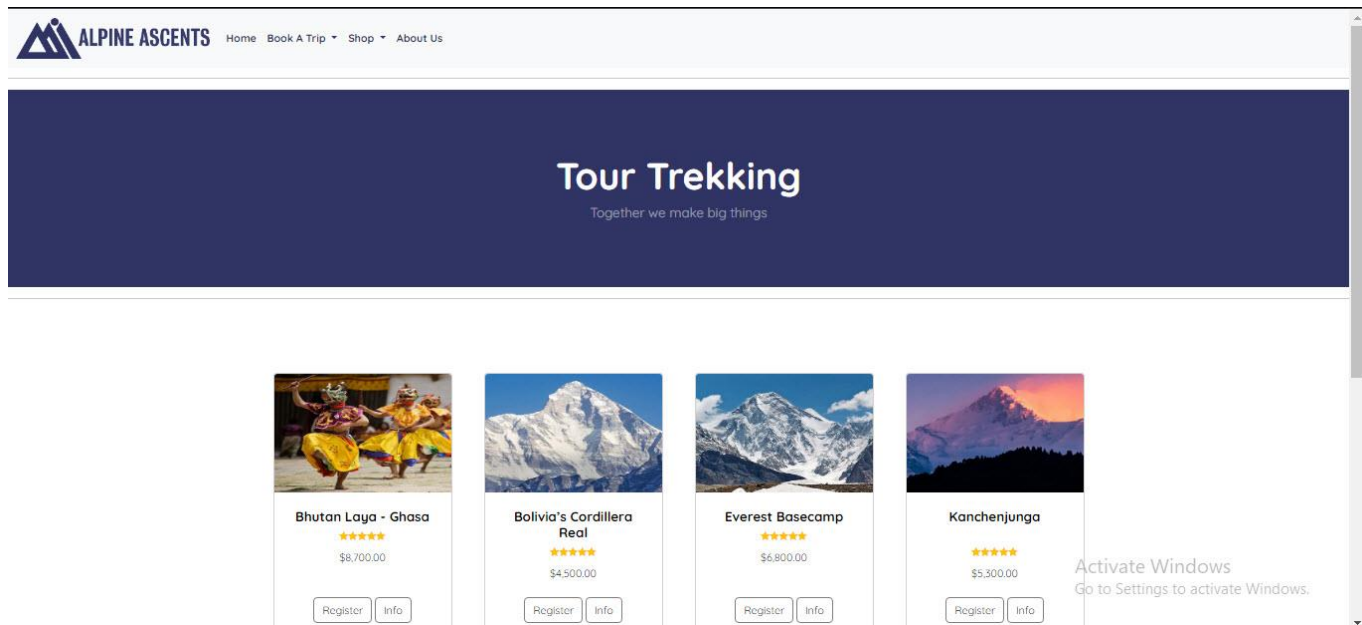 ALPINE ASCENTS Home Book A Trip Shop About Us
Tour Trekking
Together we make big things
Bhutan Laya - Ghasa
$8,700.00
Register Info
Bolivia’s Cordillera
Real
$4,500.00
Register Info
Everest Basecamp
$6,800.00
Register Info
Kanchenjunga
$5,300.00
Register Info
Activate Windows
Go to Settings to activate Windows.